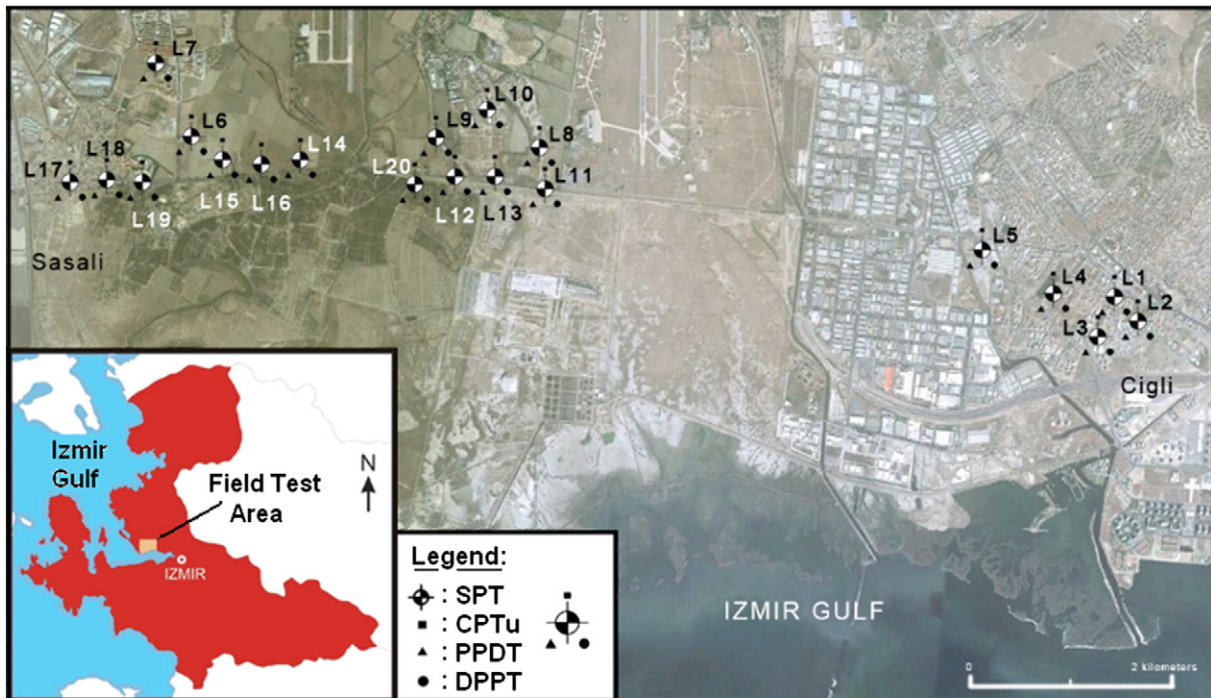 L7
L10
L6
L9
L8
L14
L18
L17
L20
L11
L15
L16
L12
L13
L19
L5
Sasali
L4
L1
L2
L3
Cigli
Izmir
Gulf
N
Field Test
Area
IZMIR
Legend:
: SPT
: CPTu
: PPDT
: DPPT
IZMIR GULF
0 2 kilometers